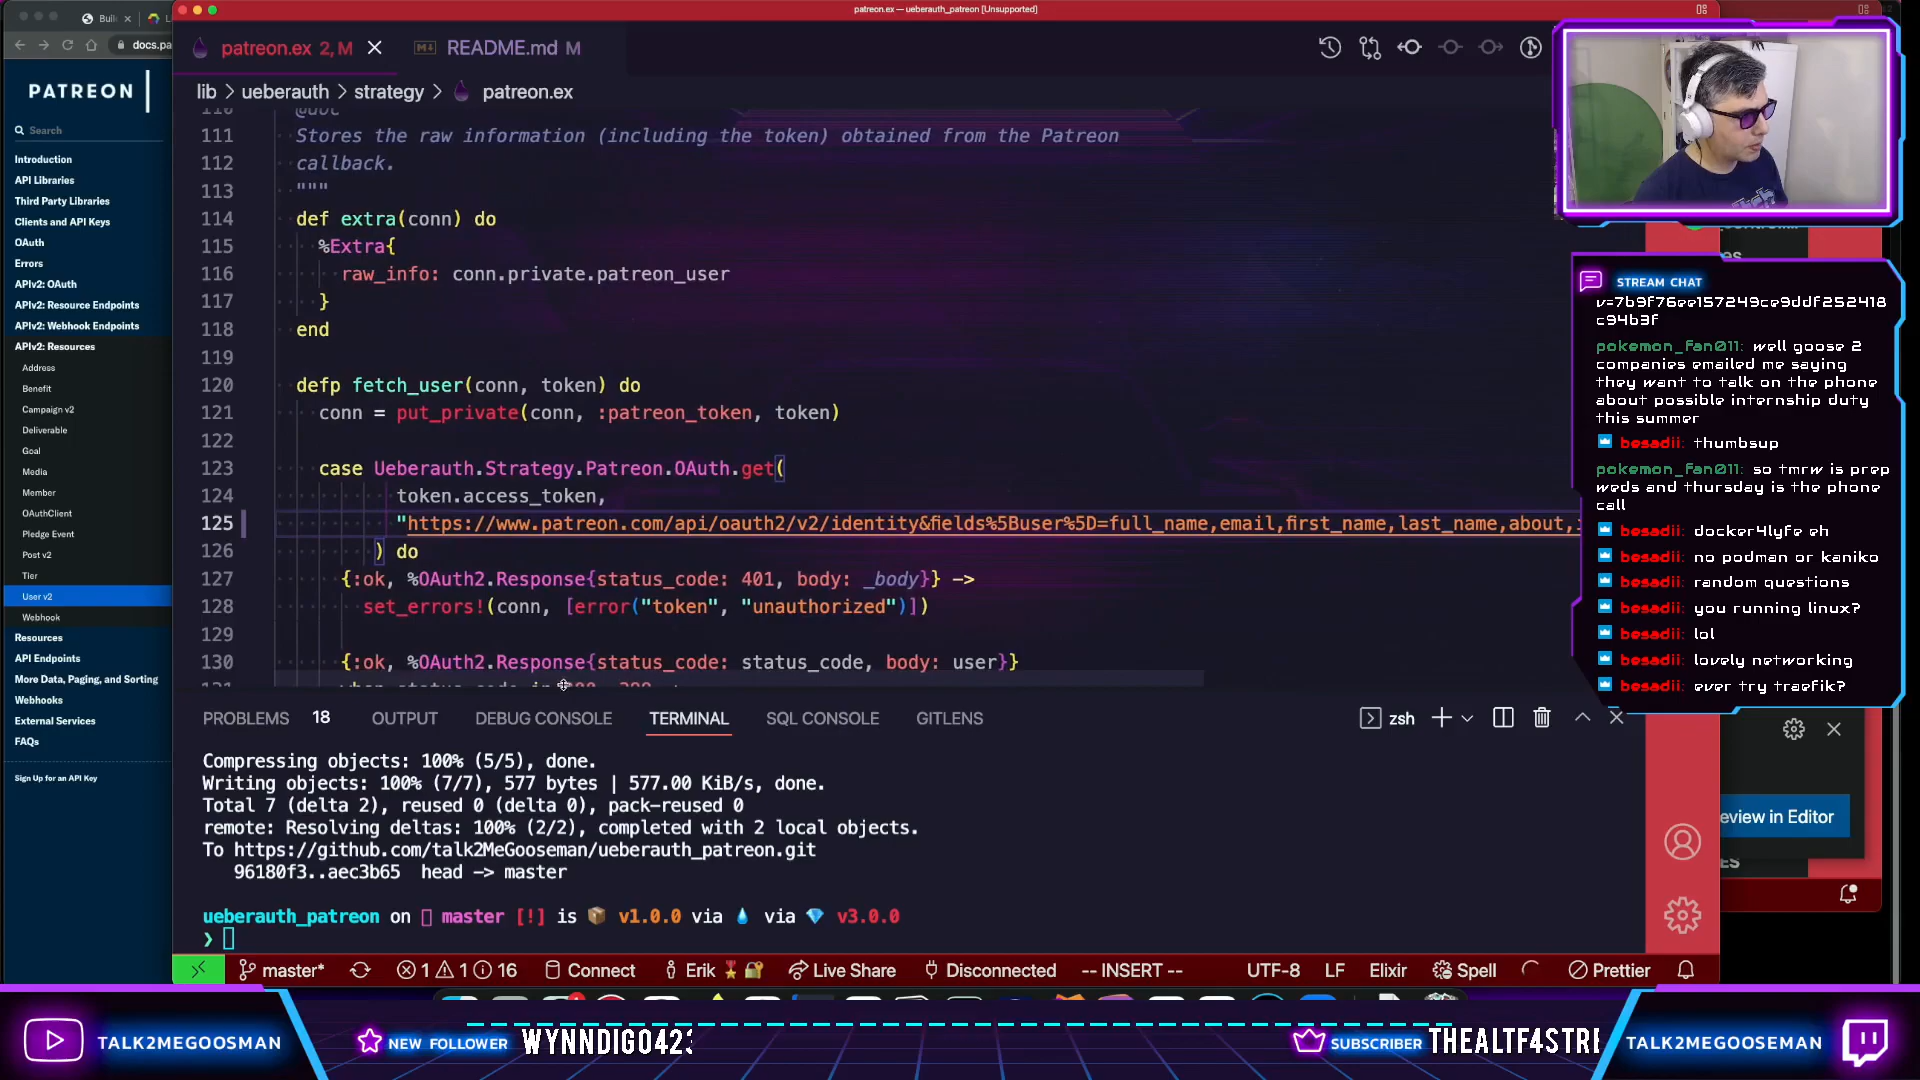 patreon.ex — ueberauth_patreon [Unsupported]
docs.pa
patreon.ex 2, M
README.md M
PATREON
lib > ueberauth > strategy > patreon.ex
Search
Introduction
API Libraries
Third Party Libraries
Clients and API Keys
OAuth
Errors
APIv2: OAuth
APIv2: Resource Endpoints
APIv2: Webhook Endpoints
APIv2: Resources
Address
Benefit
Campaign v2
Deliverable
Goal
Media
Member
OAuthClient
Pledge Event
Post v2
Tier
User v2
Webhook
Resources
API Endpoints
More Data, Paging, and Sorting
Webhooks
External Services
FAQs
Sign Up for an API Key
110 @doc
111 Stores the raw information (including the token) obtained from the Patreon
112 callback.
113 """
114 def extra(conn) do
115 %Extra{
116 raw_info: conn.private.patreon_user
117 }
118 end
119
120 defp fetch_user(conn, token) do
121 conn = put_private(conn, :patreon_token, token)
122
123 case Ueberauth.Strategy.Patreon.OAuth.get(
124 token.access_token,
125 "https://www.patreon.com/api/oauth2/v2/identity&fields%5Buser%5D=full_name,email,first_name,last_name,about,
126 ) do
127 {:ok, %OAuth2.Response{status_code: 401, body: _body}} ->
128 set_errors!(conn, [error("token", "unauthorized")])
129
130 {:ok, %OAuth2.Response{status_code: status_code, body: user}}
PROBLEMS 18 OUTPUT DEBUG CONSOLE TERMINAL SQL CONSOLE GITLENS
zsh
Compressing objects: 100% (5/5), done.
Writing objects: 100% (7/7), 577 bytes | 577.00 KiB/s, done.
Total 7 (delta 2), reused 0 (delta 0), pack-reused 0
remote: Resolving deltas: 100% (2/2), completed with 2 local objects.
To https://github.com/talk2MeGooseman/ueberauth_patreon.git
96180f3..aec3b65 head -> master
ueberauth_patreon on master [!] is 📦 v1.0.0 via 💧 via 💎 v3.0.0
❯
master* 1 1 16 Connect Erik Live Share Disconnected -- INSERT -- UTF-8 LF Elixir Spell Prettier
STREAM CHAT
v=7b9f76ee157249ce9ddf252418
c94b3f
pokemon_fan011: well goose 2
companies emailed me saying
they want to talk on the phone
about possible internship duty
this summer
besadii: thumbsup
pokemon_fan011: so tmrw is prep
weds and thursday is the phone
call
besadii: docker4lyfe eh
besadii: no podman or kaniko
besadii: random questions
besadii: you running linux?
besadii: lol
besadii: lovely networking
besadii: ever try traefik?
eview in Editor
TALK2MEGOOSMAN
NEW FOLLOWER WYNNDIGO423
SUBSCRIBER THEALTF4STRE
TALK2MEGOOSEMAN